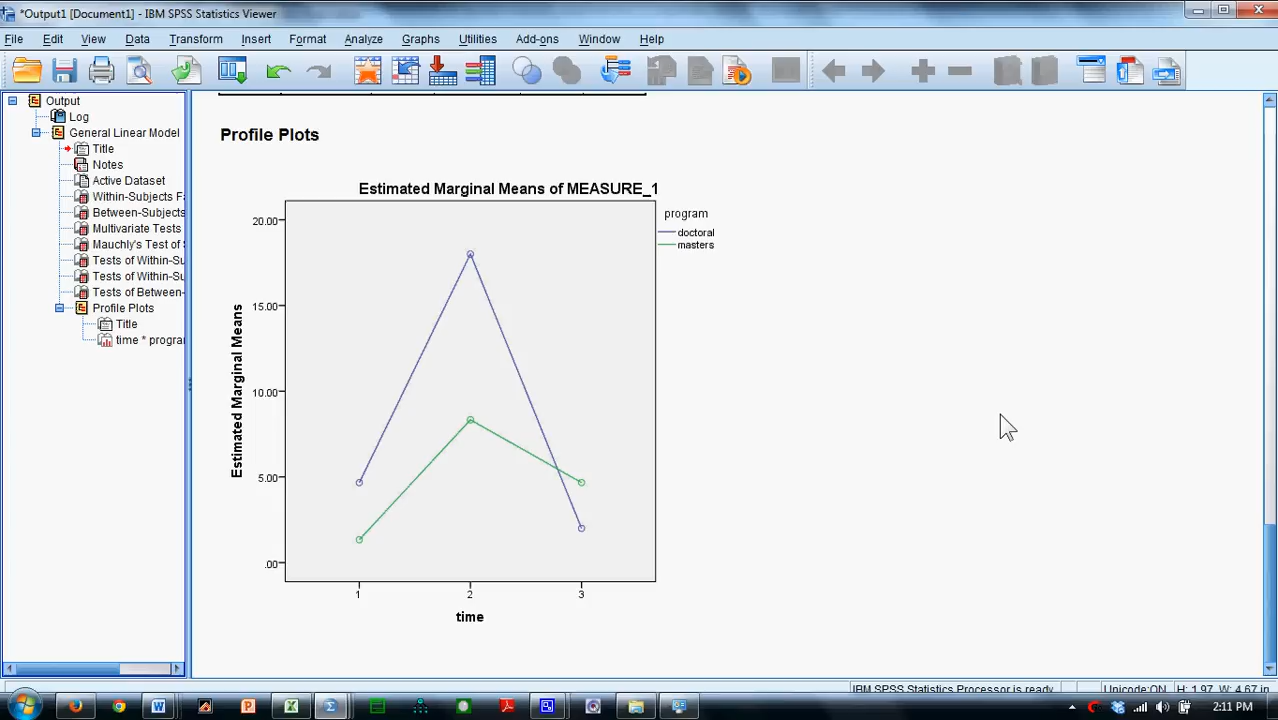 *Output1 [Document1] - IBM SPSS Statistics Viewer
File Edit View Data Transform Insert Format Analyze Graphs Utilities Add-ons Window Help
Output
Log
General Linear Model
Title
Notes
Active Dataset
Within-Subjects F
Between-Subjects
Multivariate Tests
Mauchly's Test of S
Tests of Within-Su
Tests of Within-Su
Tests of Between-
Profile Plots
Title
time * progra
Profile Plots
Estimated Marginal Means of MEASURE_1
program
doctoral
masters
20.00
15.00
10.00
5.00
.00
Estimated Marginal Means
1 2 3
time
IBM SPSS Statistics Processor is ready
Unicode:ON H: 1.97, W: 4.67 in
2:11 PM